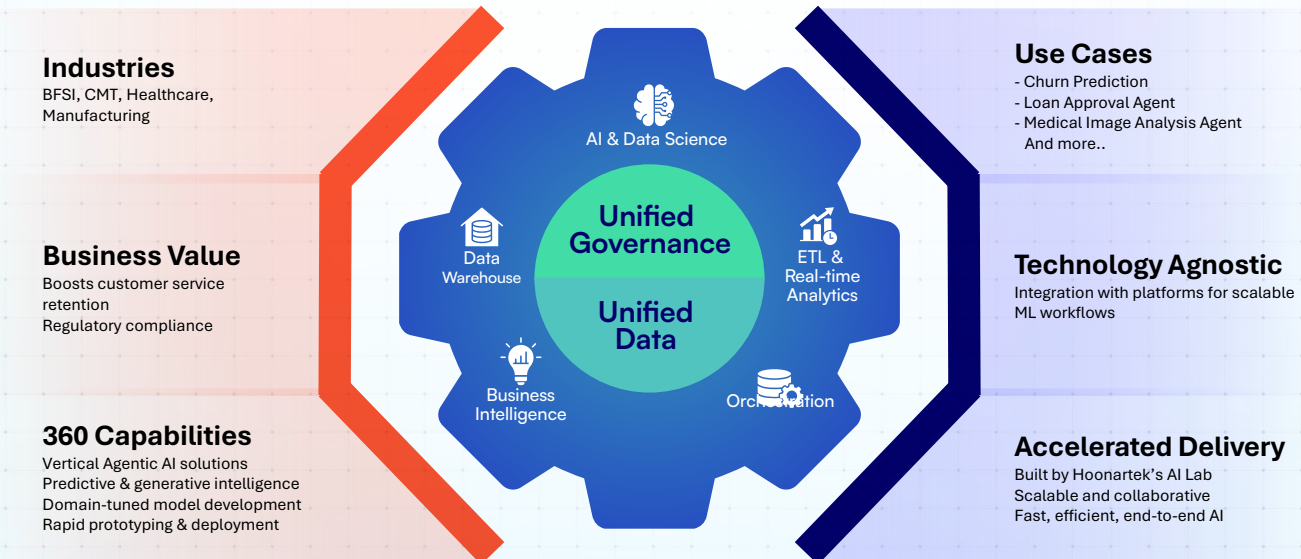 Industries
BFSI, CMT, Healthcare,
Manufacturing
Business Value
Boosts customer service
retention
Regulatory compliance
360 Capabilities
Vertical Agentic AI solutions
Predictive & generative intelligence
Domain-tuned model development
Rapid prototyping & deployment
AI & Data Science
Unified
Governance
Unified
Data
Data
Warehouse
ETL &
Real-time
Analytics
Business
Intelligence
Orchestration
Use Cases
- Churn Prediction
- Loan Approval Agent
- Medical Image Analysis Agent
And more..
Technology Agnostic
Integration with platforms for scalable
ML workflows
Accelerated Delivery
Built by Hoonartek’s AI Lab
Scalable and collaborative
Fast, efficient, end-to-end AI